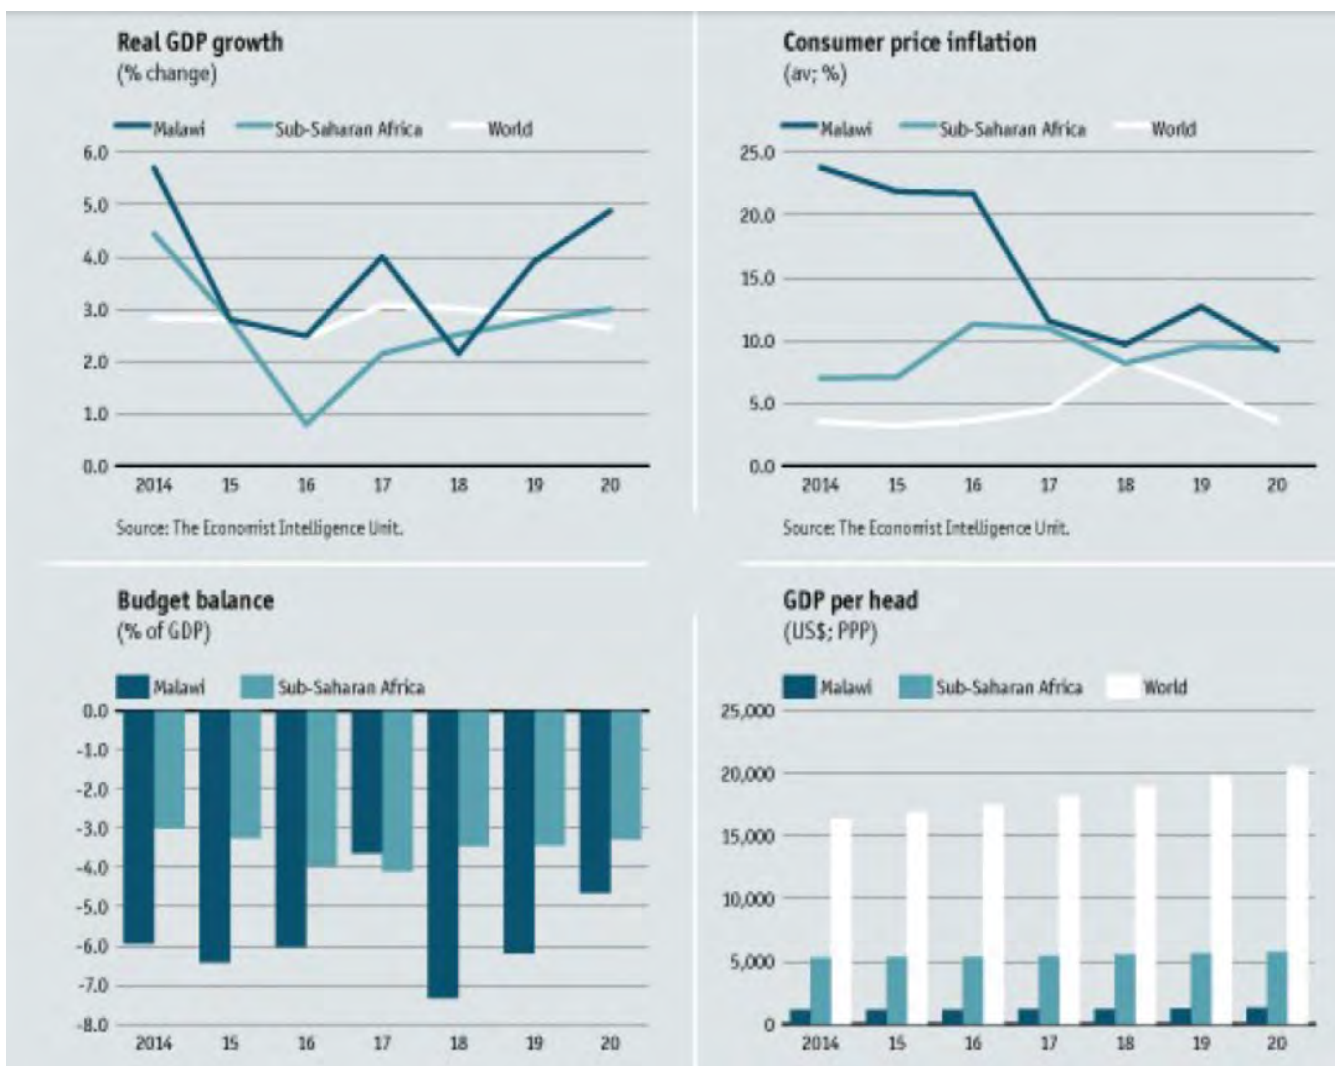 Real GDP growth
(% change)
Malawi Sub-Saharan Africa World
6.0
5.0
4.0
3.0
2.0
1.0
0.0
2014 15 16 17 18 19 20
Source: The Economist Intelligence Unit.
Consumer price inflation
(av; %)
Malawi Sub-Saharan Africa World
25.0
20.0
15.0
10.0
5.0
0.0
2014 15 16 17 18 19 20
Source: The Economist Intelligence Unit.
Budget balance
(% of GDP)
Malawi Sub-Saharan Africa
0.0
-1.0
-2.0
-3.0
-4.0
-5.0
-6.0
-7.0
-8.0
2014 15 16 17 18 19 20
GDP per head
(US$; PPP)
Malawi Sub-Saharan Africa World
25,000
20,000
15,000
10,000
5,000
0
2014 15 16 17 18 19 20